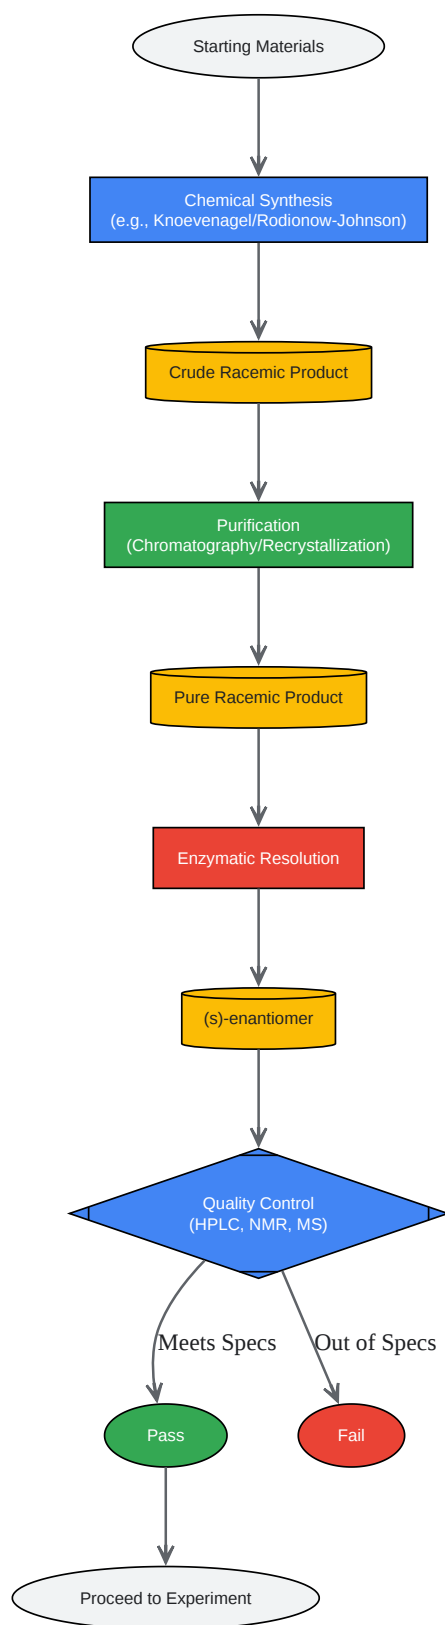 Starting Materials
Chemical Synthesis
(e.g., Knoevenagel/Rodionow-Johnson)
Crude Racemic Product
Purification
(Chromatography/Recrystallization)
Pure Racemic Product
Enzymatic Resolution
(s)-enantiomer
Quality Control
(HPLC, NMR, MS)
Meets Specs
Out of Specs
Pass
Fail
Proceed to Experiment